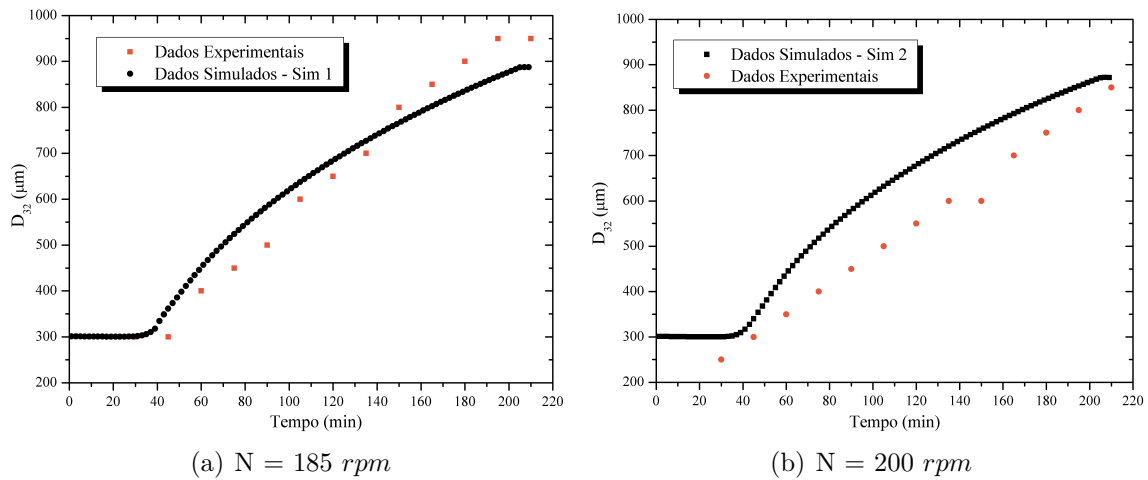 1000
900
800
700
600
500
400
300
200
D32 (μm)
Dados Experimentais
Dados Simulados - Sim 1
0 20 40 60 80 100 120 140 160 180 200 220
Tempo (min)
(a) N = 185 rpm
1000
900
800
700
600
500
400
300
200
D32 (μm)
Dados Simulados - Sim 2
Dados Experimentais
0 20 40 60 80 100 120 140 160 180 200 220
Tempo (min)
(b) N = 200 rpm